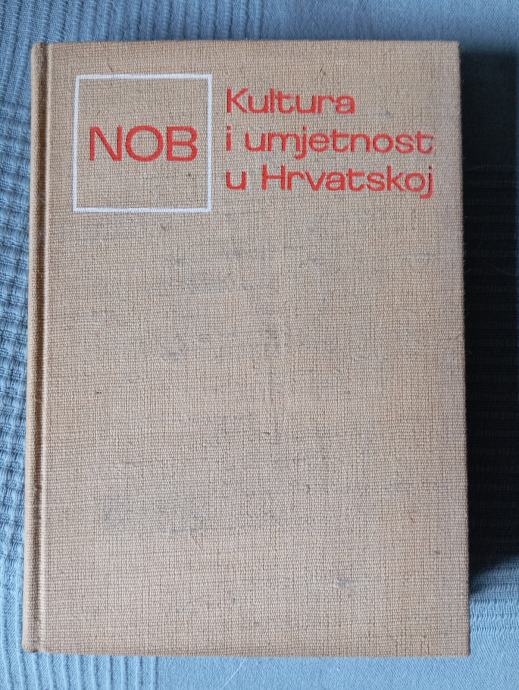 NOB
Kultura
i umjetnost
u Hrvatskoj